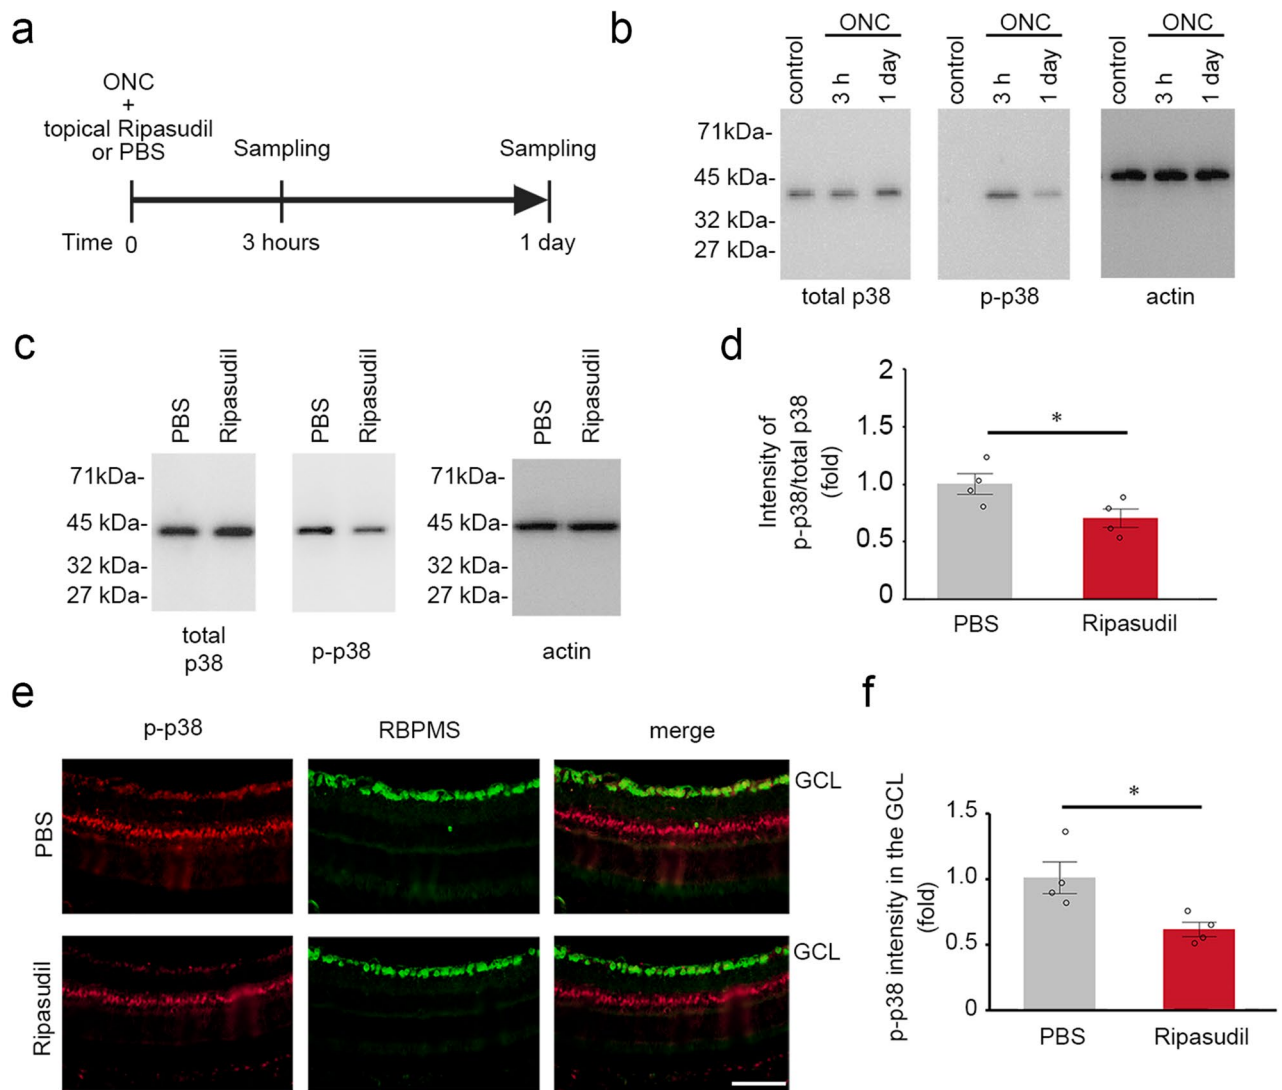 a
ONC
+
topical Ripasudil
or PBS
Sampling
Sampling
Time 0
3 hours
1 day
b
ONC
ONC
ONC
control
3 h
1 day
control
3 h
1 day
control
3 h
1 day
71kDa-
45 kDa-
32 kDa-
27 kDa-
total p38
p-p38
actin
c
PBS
Ripasudil
PBS
Ripasudil
PBS
Ripasudil
71kDa-
45 kDa-
32 kDa-
27 kDa-
71kDa-
45 kDa-
32 kDa-
27 kDa-
total
p38
p-p38
actin
d
Intensity of
p-p38/total p38
(fold)
2
1.5
1.0
0.5
0
*
PBS
Ripasudil
e
p-p38
RBPMS
merge
PBS
GCL
Ripasudil
GCL
f
p-p38 intensity in the GCL
(fold)
1.5
1.0
0.5
0
*
PBS
Ripasudil